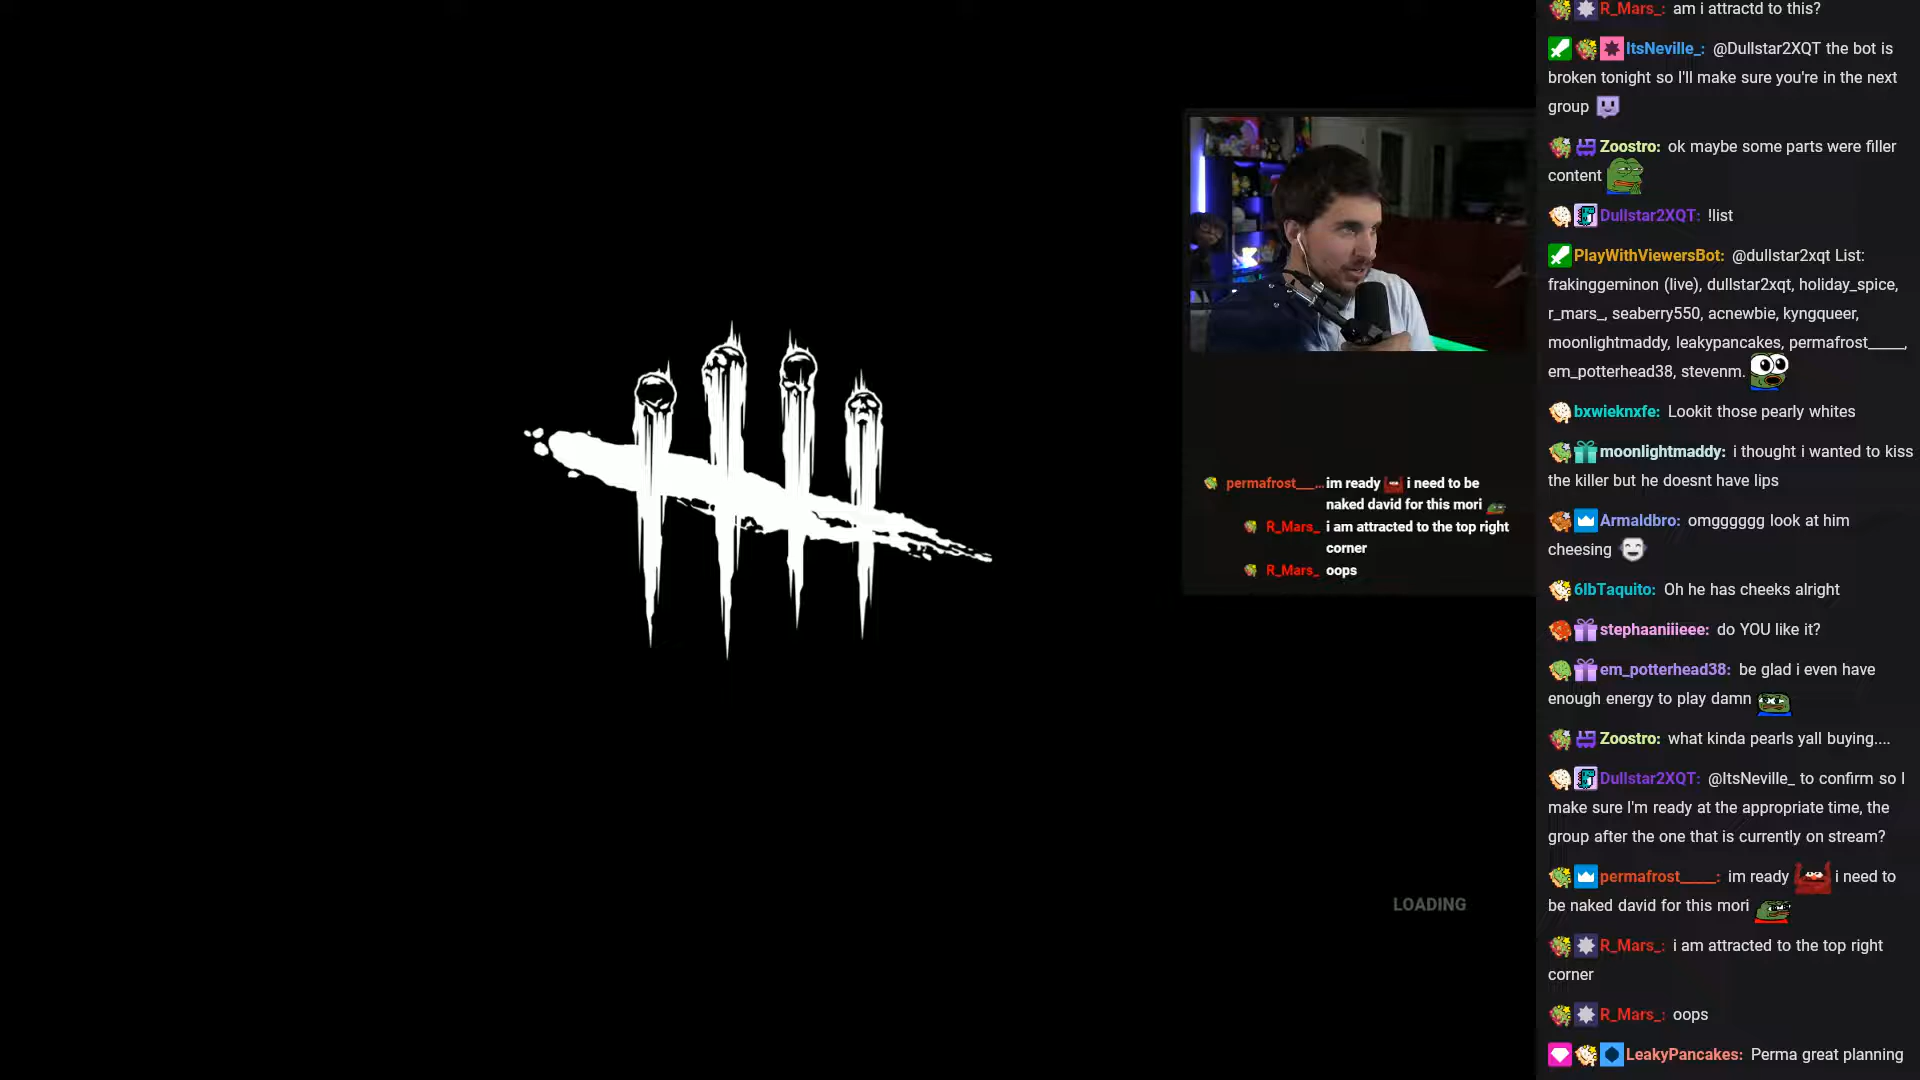 R_Mars_: am i attractd to this?
ItsNeville_: @Dullstar2XQT the bot is
broken tonight so I'll make sure you're in the next
group
Zoostro: ok maybe some parts were filler
content
Dullstar2XQT: !list
PlayWithViewersBot: @dullstar2xqt List:
frakinggeminon (live), dullstar2xqt, holiday_spice,
r_mars_, seaberry550, acnewbie, kyngqueer,
moonlightmaddy, leakypancakes, permafrost_____,
em_potterhead38, stevenm.
bxwieknxfe: Lookit those pearly whites
moonlightmaddy: i thought i wanted to kiss
the killer but he doesnt have lips
Armaldbro: omgggggg look at him
cheesing
6lbTaquito: Oh he has cheeks alright
stephaaniiieee: do YOU like it?
em_potterhead38: be glad i even have
enough energy to play damn
Zoostro: what kinda pearls yall buying....
Dullstar2XQT: @ItsNeville_ to confirm so I
make sure I'm ready at the appropriate time, the
group after the one that is currently on stream?
permafrost_____: im ready i need to
be naked david for this mori
R_Mars_: i am attracted to the top right
corner
R_Mars_: oops
LeakyPancakes: Perma great planning
permafrost___... im ready i need to be
naked david for this mori
R_Mars_ i am attracted to the top right
corner
R_Mars_ oops
LOADING